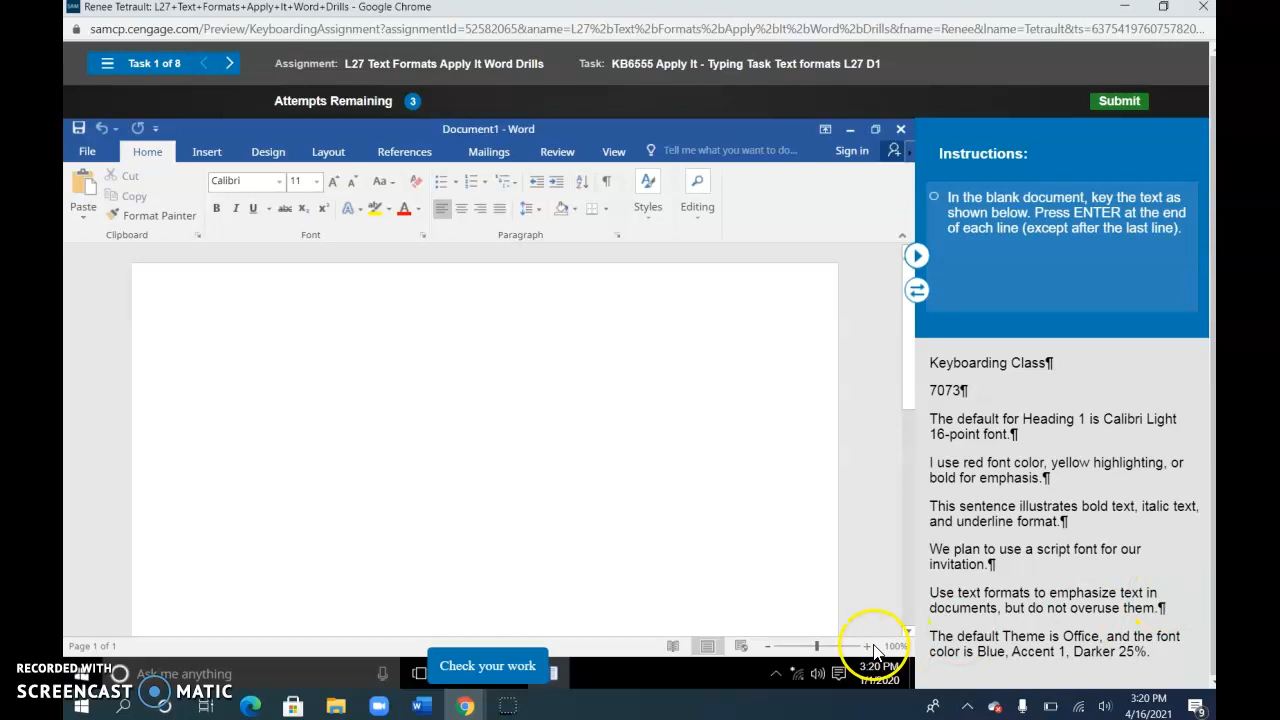 Renee Tetrault: L27 +Text+Formats+Apply+It+Word+Drills - Google Chrome
samcp.cengage.com/Preview/KeyboardingAssignment?assignmentId=52582065&aname=L27%2bText%2bFormats%2bApply%2bIt%2bWord%2bDrills&fname=Renee&lname=Tetrault&ts=6375419760757820...
Task 1 of 8
Assignment: L27 Text Formats Apply It Word Drills
Task: KB6555 Apply It - Typing Task Text formats L27 D1
Attempts Remaining 3
Submit
Document1 - Word
File Home Insert Design Layout References Mailings Review View Tell me what you want to do... Sign in
Paste
Cut
Copy
Format Painter
Calibri 11
Styles
Editing
Clipboard
Font
Paragraph
Instructions:
In the blank document, key the text as
shown below. Press ENTER at the end
of each line (except after the last line).
Keyboarding Class¶
7073¶
The default for Heading 1 is Calibri Light
16-point font.¶
I use red font color, yellow highlighting, or
bold for emphasis.¶
This sentence illustrates bold text, italic text,
and underline format.¶
We plan to use a script font for our
invitation.¶
Use text formats to emphasize text in
documents, but do not overuse them.¶
The default Theme is Office, and the font
color is Blue, Accent 1, Darker 25%.
Page 1 of 1
100%
Check your work
Ask me anything
3:20 PM
1/1/2020
RECORDED WITH
SCREENCAST MATIC
3:20 PM
4/16/2021
9